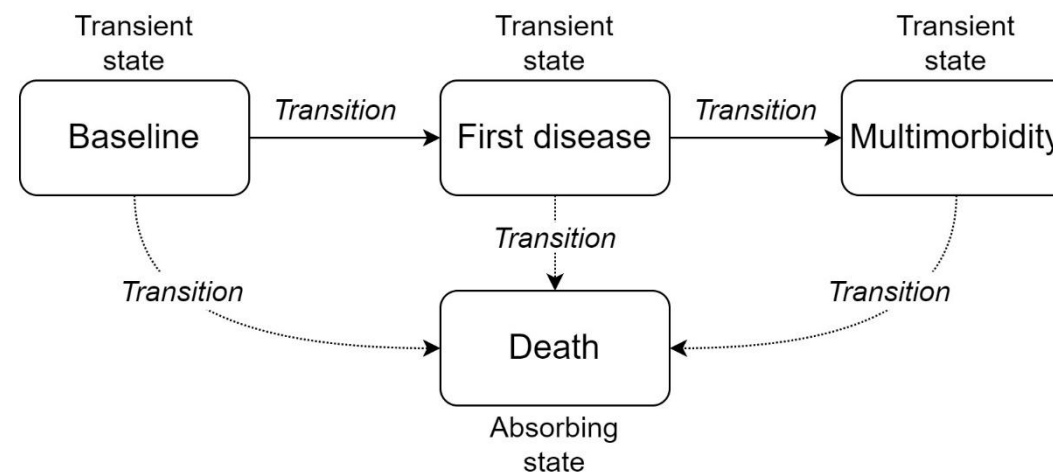 Transient
state
Transient
state
Transient
state
Baseline
Transition
First disease
Transition
Multimorbidity
Transition
Transition
Transition
Death
Absorbing
state